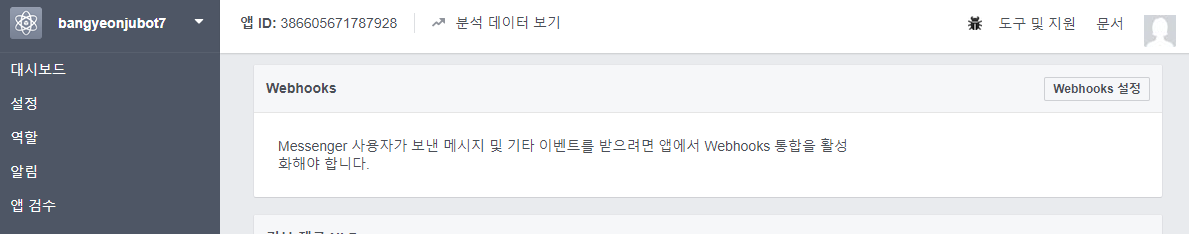 bangyeonjubot7
앱 ID: 386605671787928
분석 데이터 보기
도구 및 지원
문서
대시보드
설정
역할
알림
앱 검수
Webhooks
Webhooks 설정
Messenger 사용자가 보낸 메시지 및 기타 이벤트를 받으려면 앱에서 Webhooks 통합을 활성
화해야 합니다.